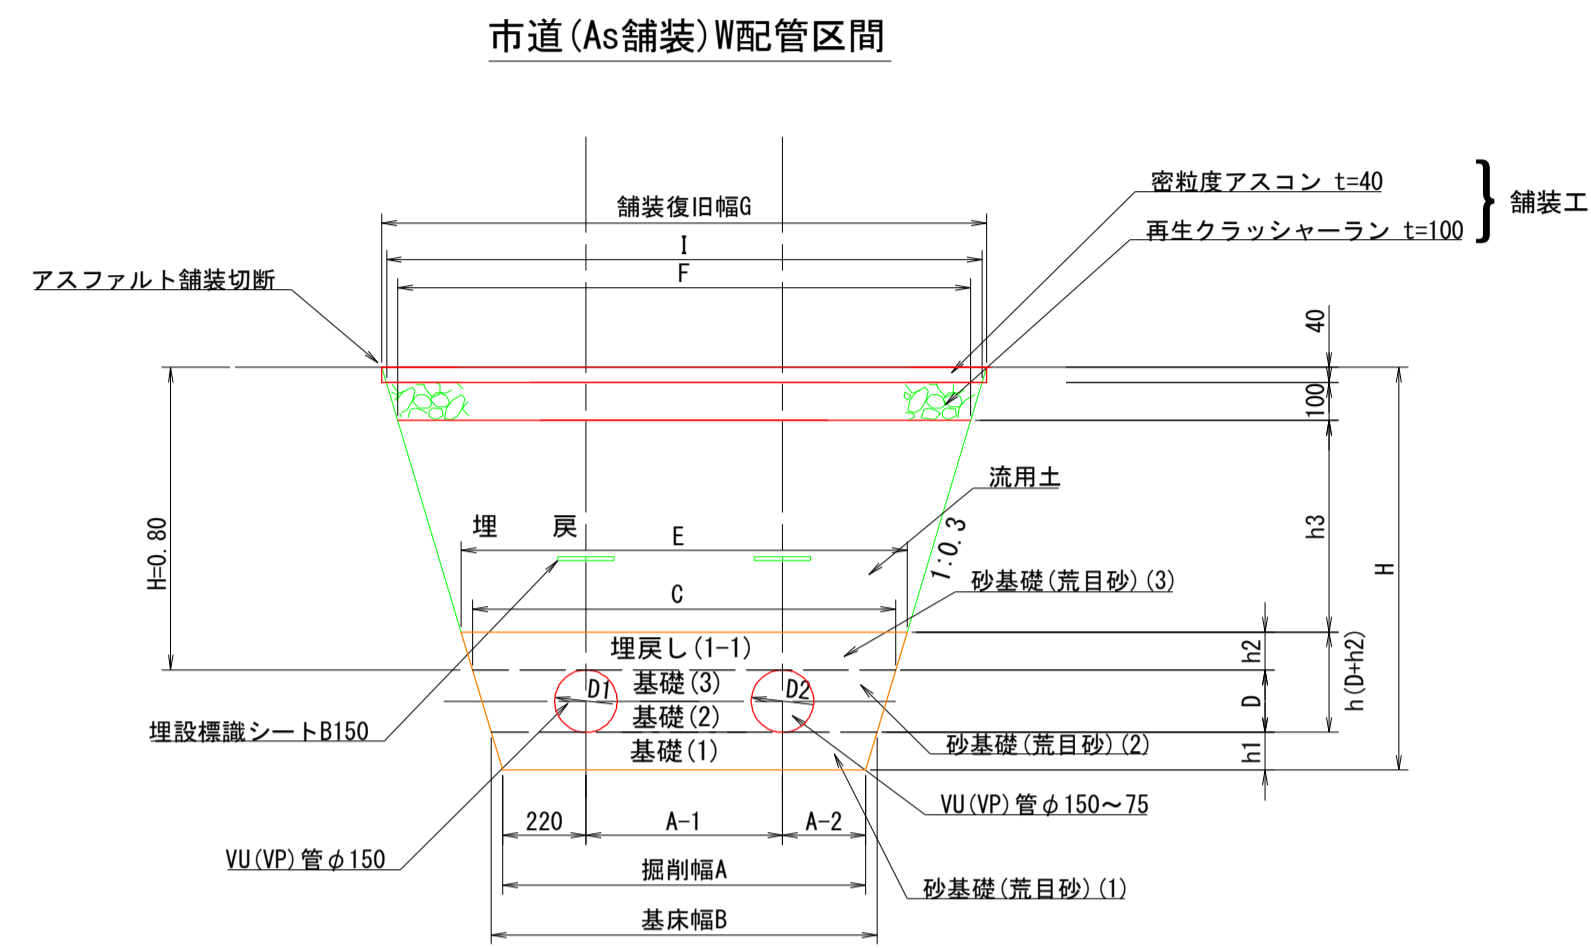 市道(As舗装)W配管区間
密粒度アスコン t=40
再生クラッシャーラン t=100
舗装工
舗装復旧幅G
I
F
アスファルト舗装切断
40
100
流用土
埋 戻
E
1:0.3
h3
H=0.80
H
砂基礎(荒目砂)(3)
C
埋戻し(1-1)
h2
基礎(3)
D1
D2
D
h(D+h2)
基礎(2)
埋設標識シートB150
基礎(1)
砂基礎(荒目砂)(2)
h1
VU(VP)管φ150~75
220
A-1
A-2
VU(VP)管φ150
掘削幅A
砂基礎(荒目砂)(1)
基床幅B